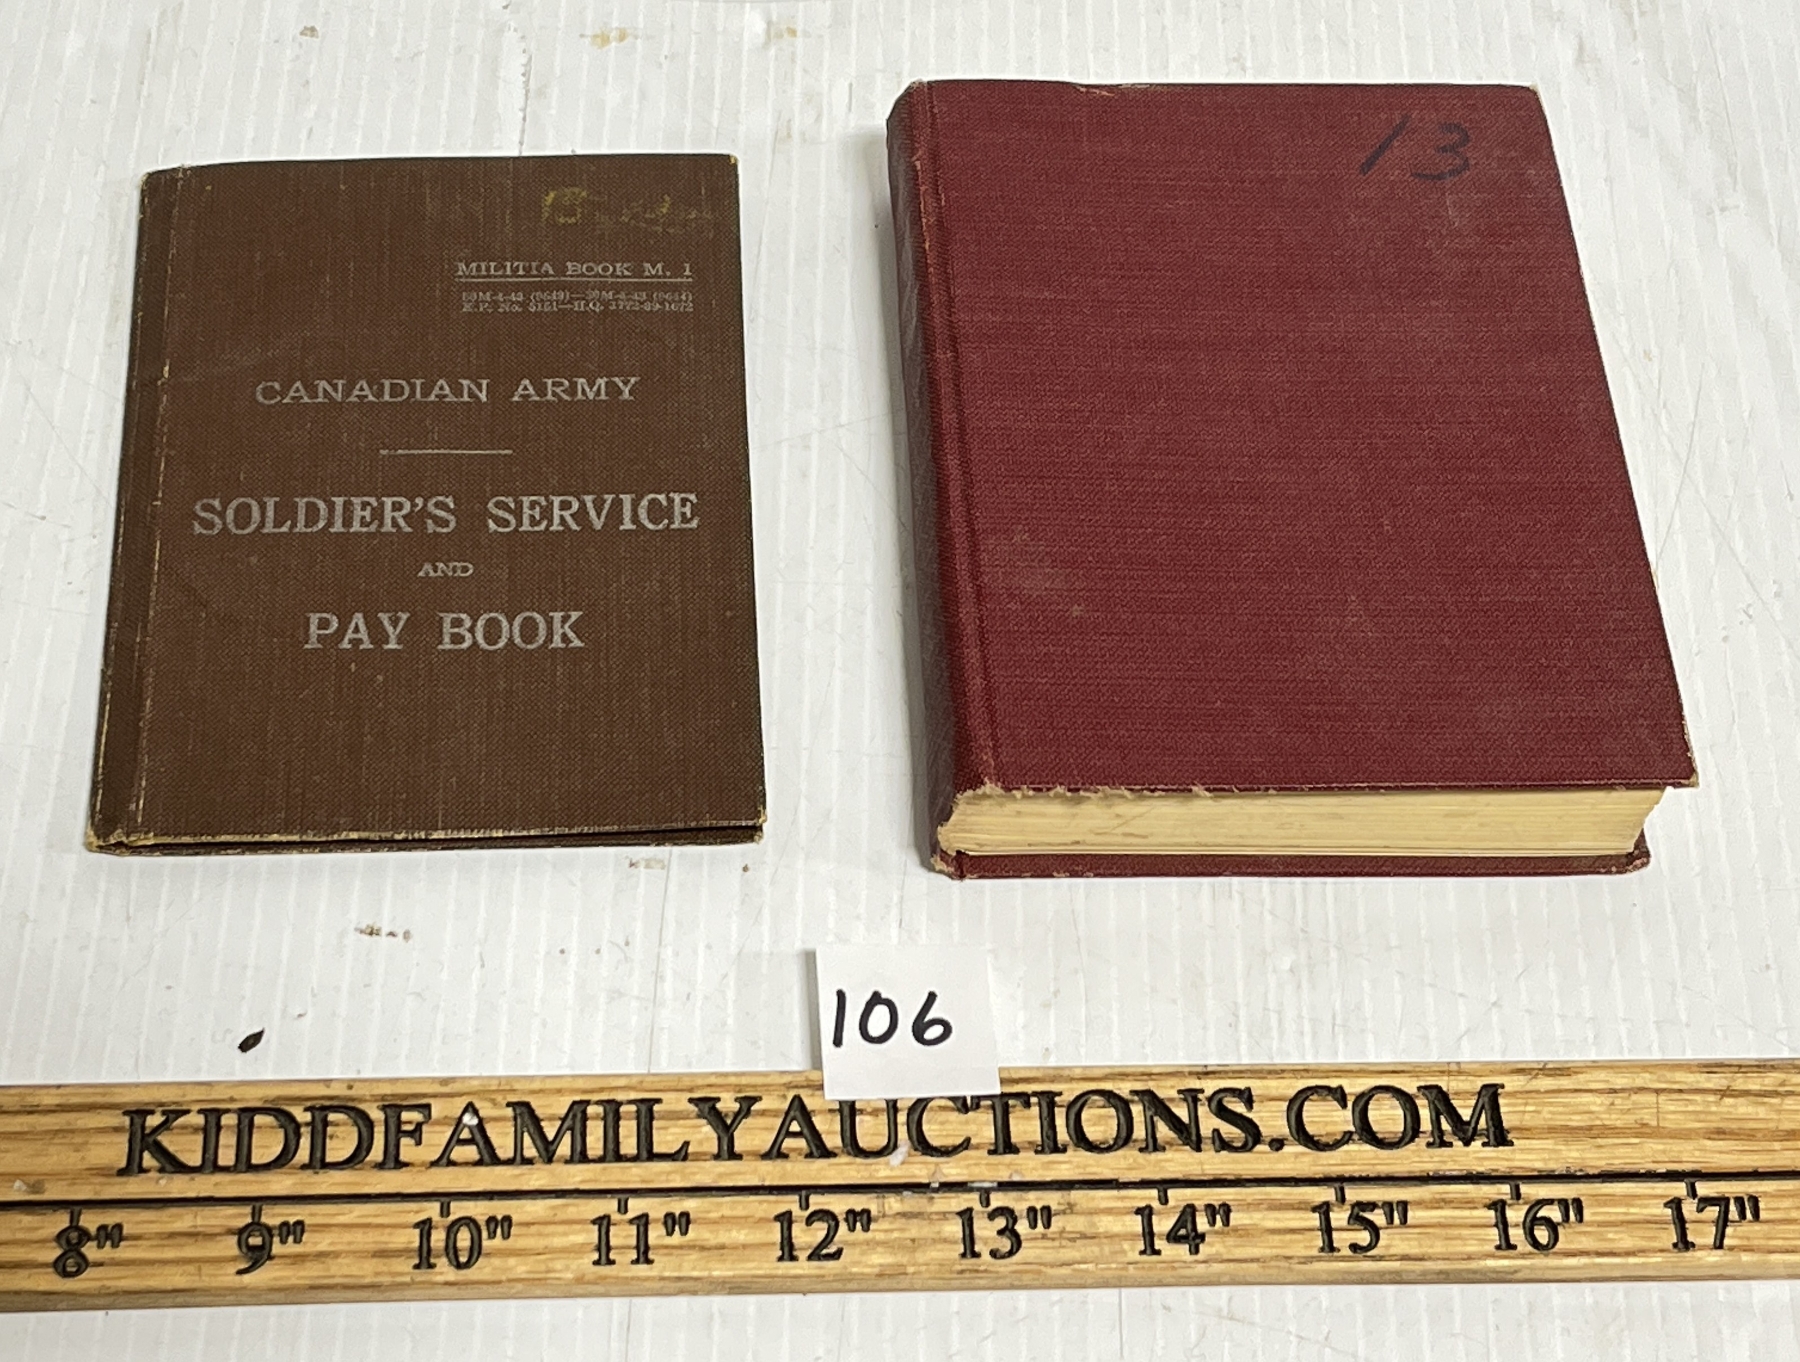 MILITIA BOOK M. 1
CANADIAN ARMY
SOLDIER'S SERVICE
AND
PAY BOOK
13
106
KIDDFAMILYAUCTIONS.COM
8" 9" 10" 11" 12" 13" 14" 15" 16" 17"